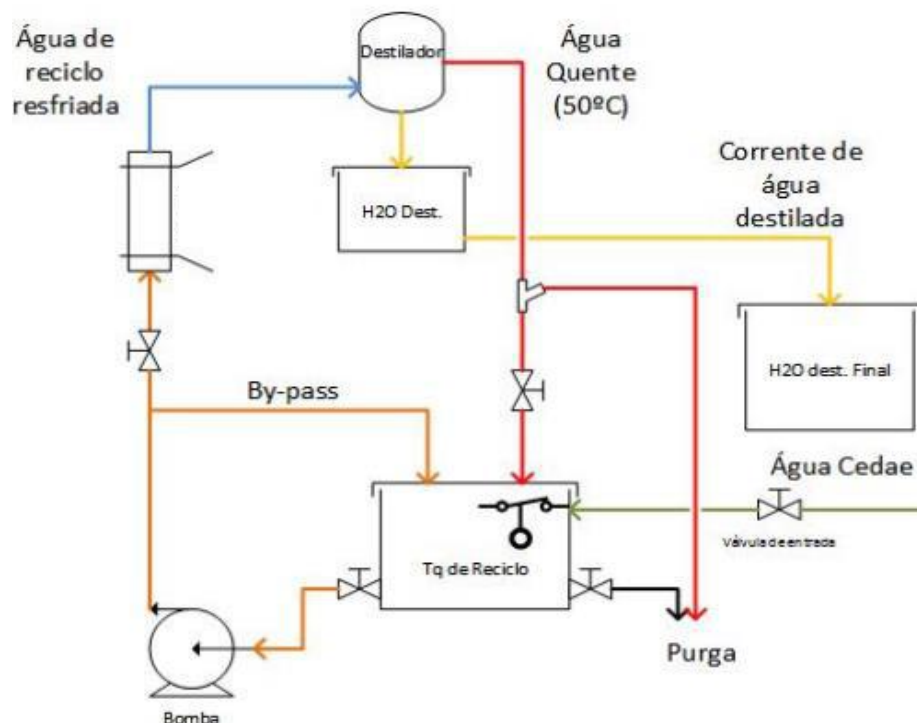 Água de
reciclo
resfriada
Destilador
Água
Quente
(50ºC)
H2O Dest.
Corrente de
água
destilada
H2O dest. Final
By-pass
Água Cedae
Válvula de entrada
Tq de Reciclo
Purga
Bomba